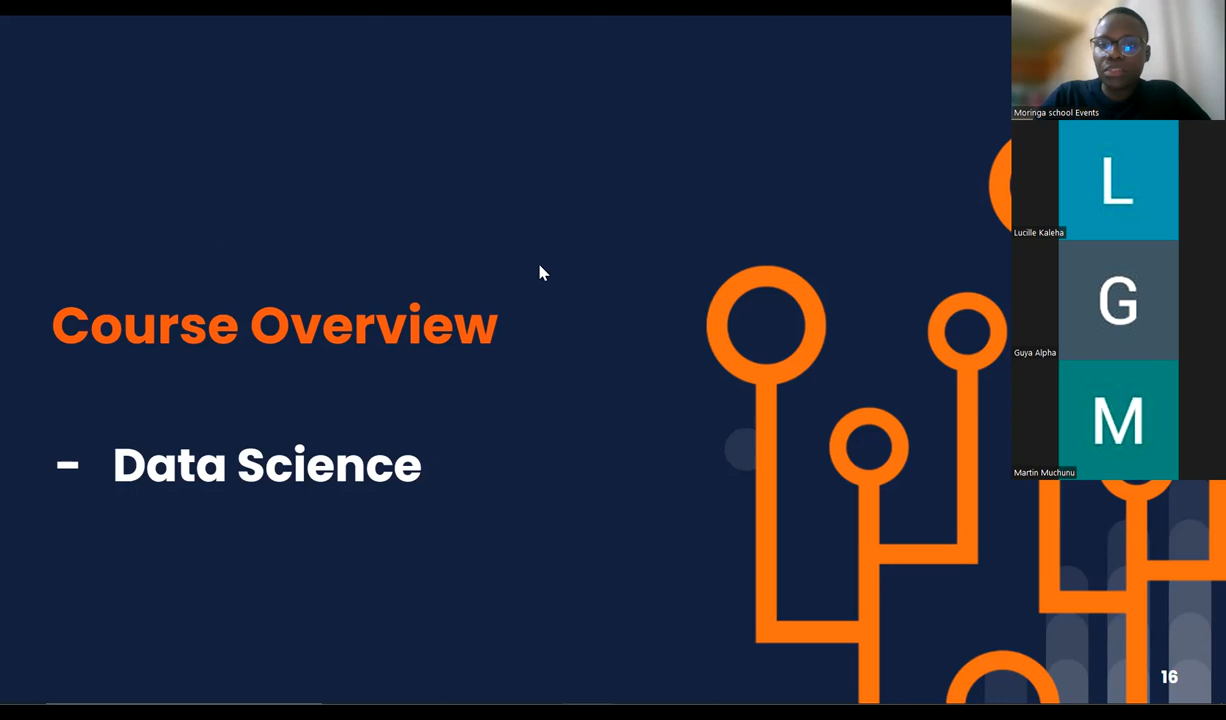 Course Overview
- Data Science
16
Moringa school Events
L
Lucille Kaleha
G
Guya Alpha
M
Martin Muchunu